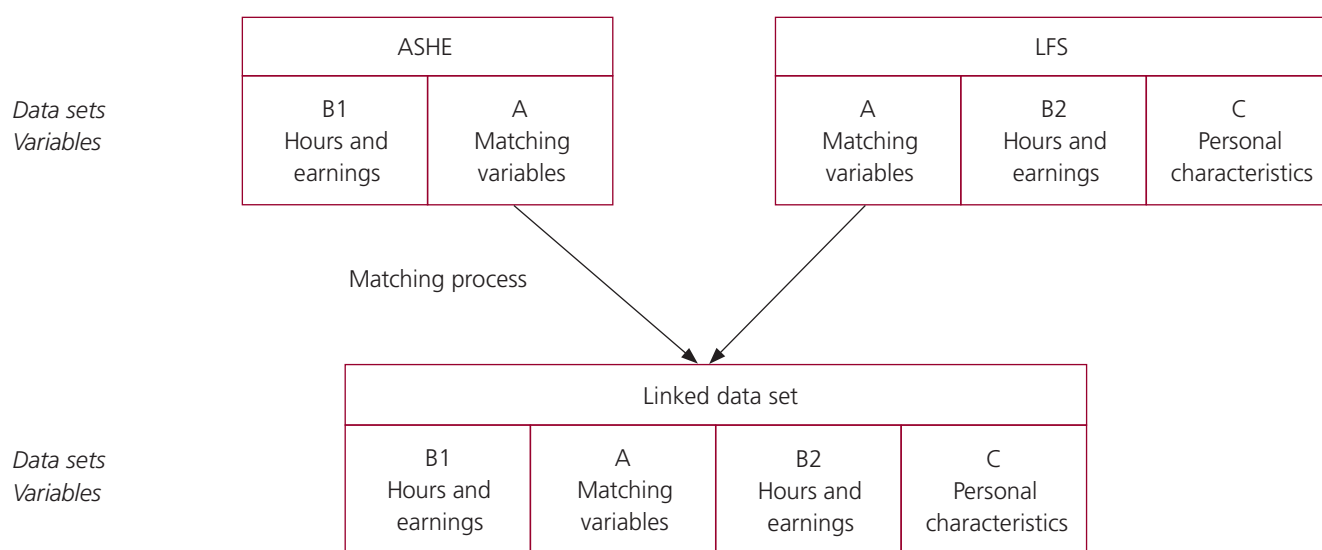 ASHE
LFS
Data sets
Variables
B1
Hours and
earnings
A
Matching
variables
A
Matching
variables
B2
Hours and
earnings
C
Personal
characteristics
Matching process
Linked data set
Data sets
Variables
B1
Hours and
earnings
A
Matching
variables
B2
Hours and
earnings
C
Personal
characteristics